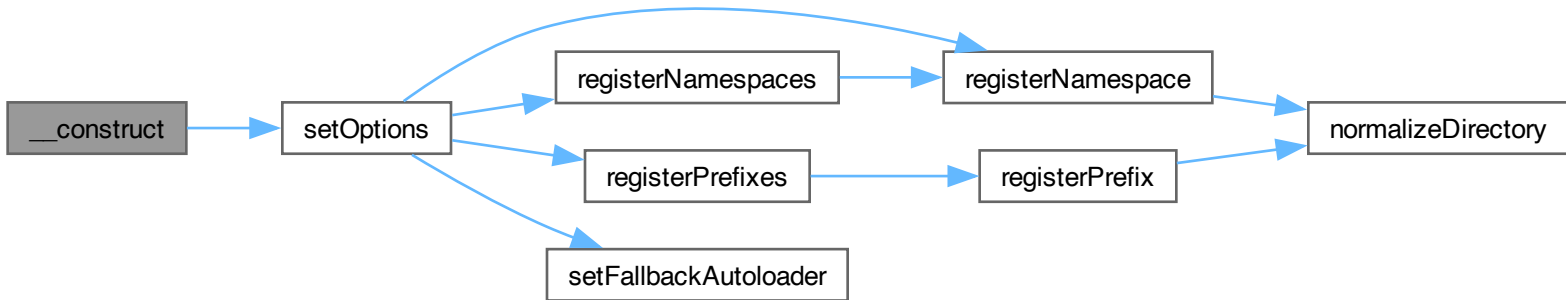 __construct
setOptions
registerNamespaces
registerNamespace
registerPrefixes
registerPrefix
normalizeDirectory
setFallbackAutoloader